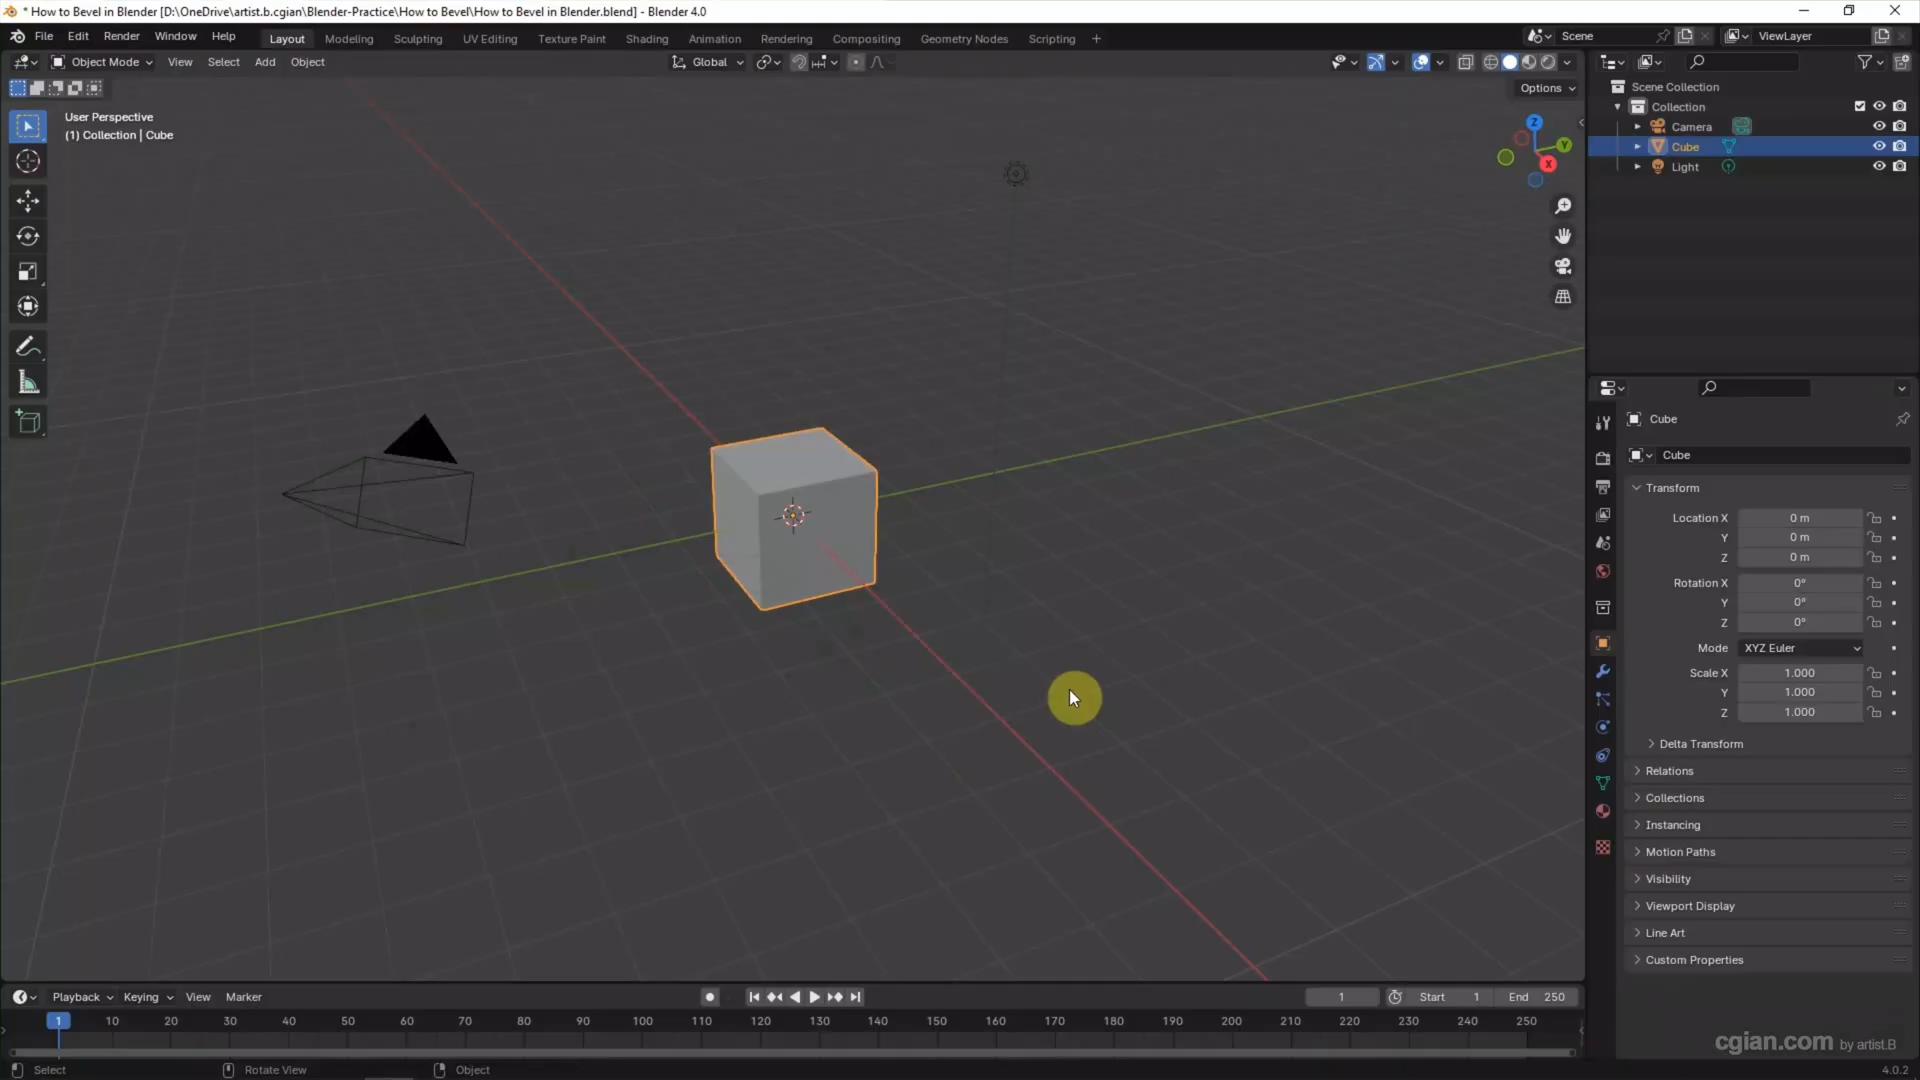 * How to Bevel in Blender [D:\OneDrive\artist.b.cgian\Blender-Practice\How to Bevel\How to Bevel in Blender.blend] - Blender 4.0
File Edit Render Window Help Layout Modeling Sculpting UV Editing Texture Paint Shading Animation Rendering Compositing Geometry Nodes Scripting + Scene ViewLayer
Object Mode View Select Add Object Global
Options
User Perspective
(1) Collection | Cube
Z
Y
X
Scene Collection
Collection
Camera
Cube
Light
Cube
Cube
Transform
Location X 0 m
Y 0 m
Z 0 m
Rotation X 0°
Y 0°
Z 0°
Mode XYZ Euler
Scale X 1.000
Y 1.000
Z 1.000
Delta Transform
Relations
Collections
Instancing
Motion Paths
Visibility
Viewport Display
Line Art
Custom Properties
Playback Keying View Marker 1 Start 1 End 250
1 10 20 30 40 50 60 70 80 90 100 110 120 130 140 150 160 170 180 190 200 210 220 230 240 250
cgian.com by artist.B
Select Rotate View Object 4.0.2